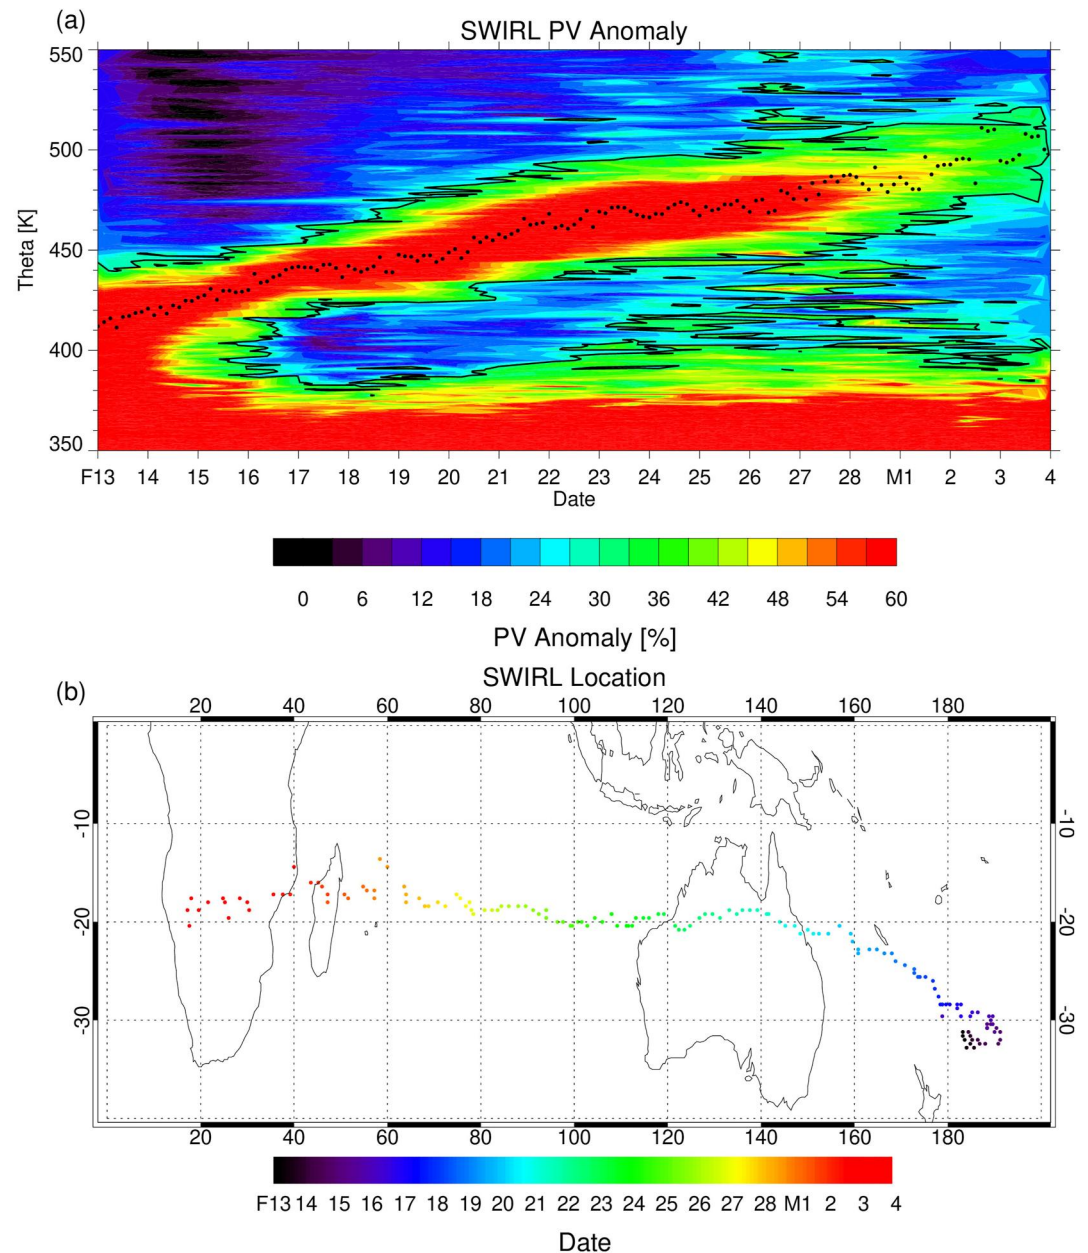 (a)
SWIRL PV Anomaly
550
500
450
400
350
Theta [K]
F13 14 15 16 17 18 19 20 21 22 23 24 25 26 27 28 M1 2 3 4
Date
0 6 12 18 24 30 36 42 48 54 60
PV Anomaly [%]
(b)
SWIRL Location
20 40 60 80 100 120 140 160 180
-10 -10
-20 -20
-30 -30
20 40 60 80 100 120 140 160 180
F13 14 15 16 17 18 19 20 21 22 23 24 25 26 27 28 M1 2 3 4
Date